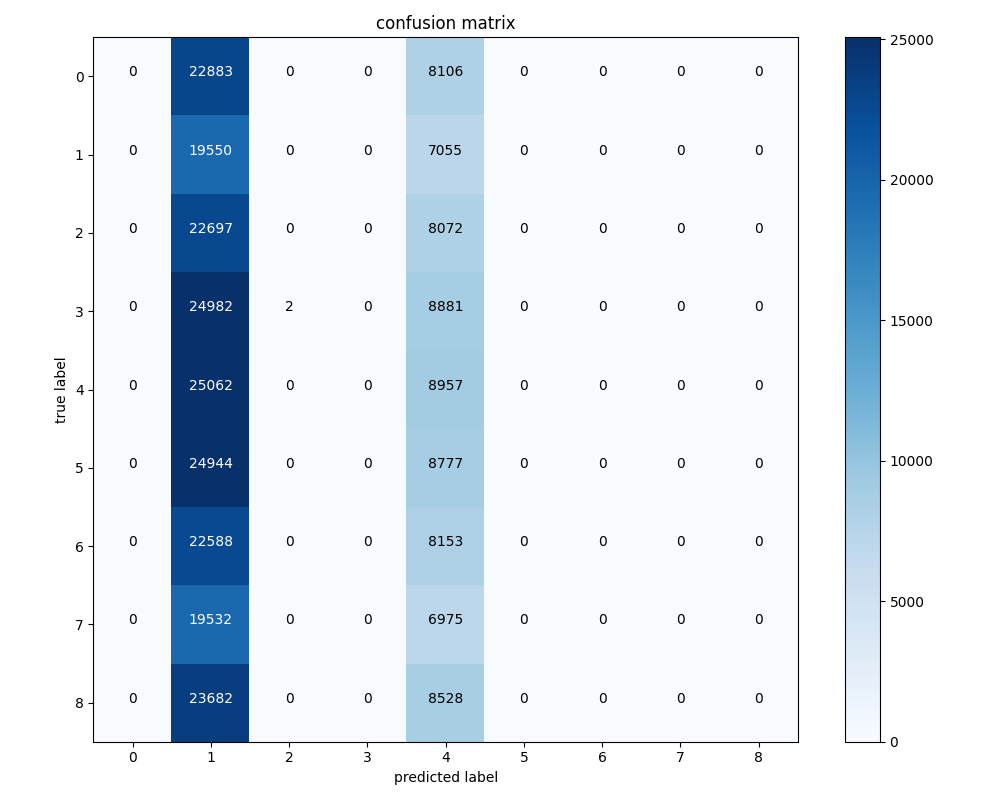 confusion matrix
0 0 22883 0 0 8106 0 0 0 0
1 0 19550 0 0 7055 0 0 0 0
2 0 22697 0 0 8072 0 0 0 0
3 0 24982 2 0 8881 0 0 0 0
4 0 25062 0 0 8957 0 0 0 0
5 0 24944 0 0 8777 0 0 0 0
6 0 22588 0 0 8153 0 0 0 0
7 0 19532 0 0 6975 0 0 0 0
8 0 23682 0 0 8528 0 0 0 0
0 1 2 3 4 5 6 7 8
predicted label
true label
25000
20000
15000
10000
5000
0